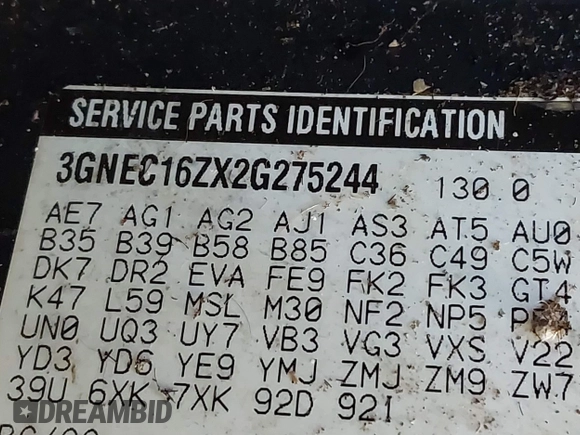 SERVICE PARTS IDENTIFICATION.
3GNEC16ZX2G275244 130.0
AE7 AG1 AG2 AJ1 AS3 AT5 AU0
B35 B39 B58 B85 C36 C49 C5W
DK7 DR2 EVA FE9 FK2 FK3 GT4
K47 L59 MSL M30 NF2 NP5
UN0 UQ3 UY7 VB3 VG3 VXS V22
YD3 YD6 YE9 YMJ ZMJ ZM9 ZW7
39U 6XK 7XK 92D 92I
DREAMBID